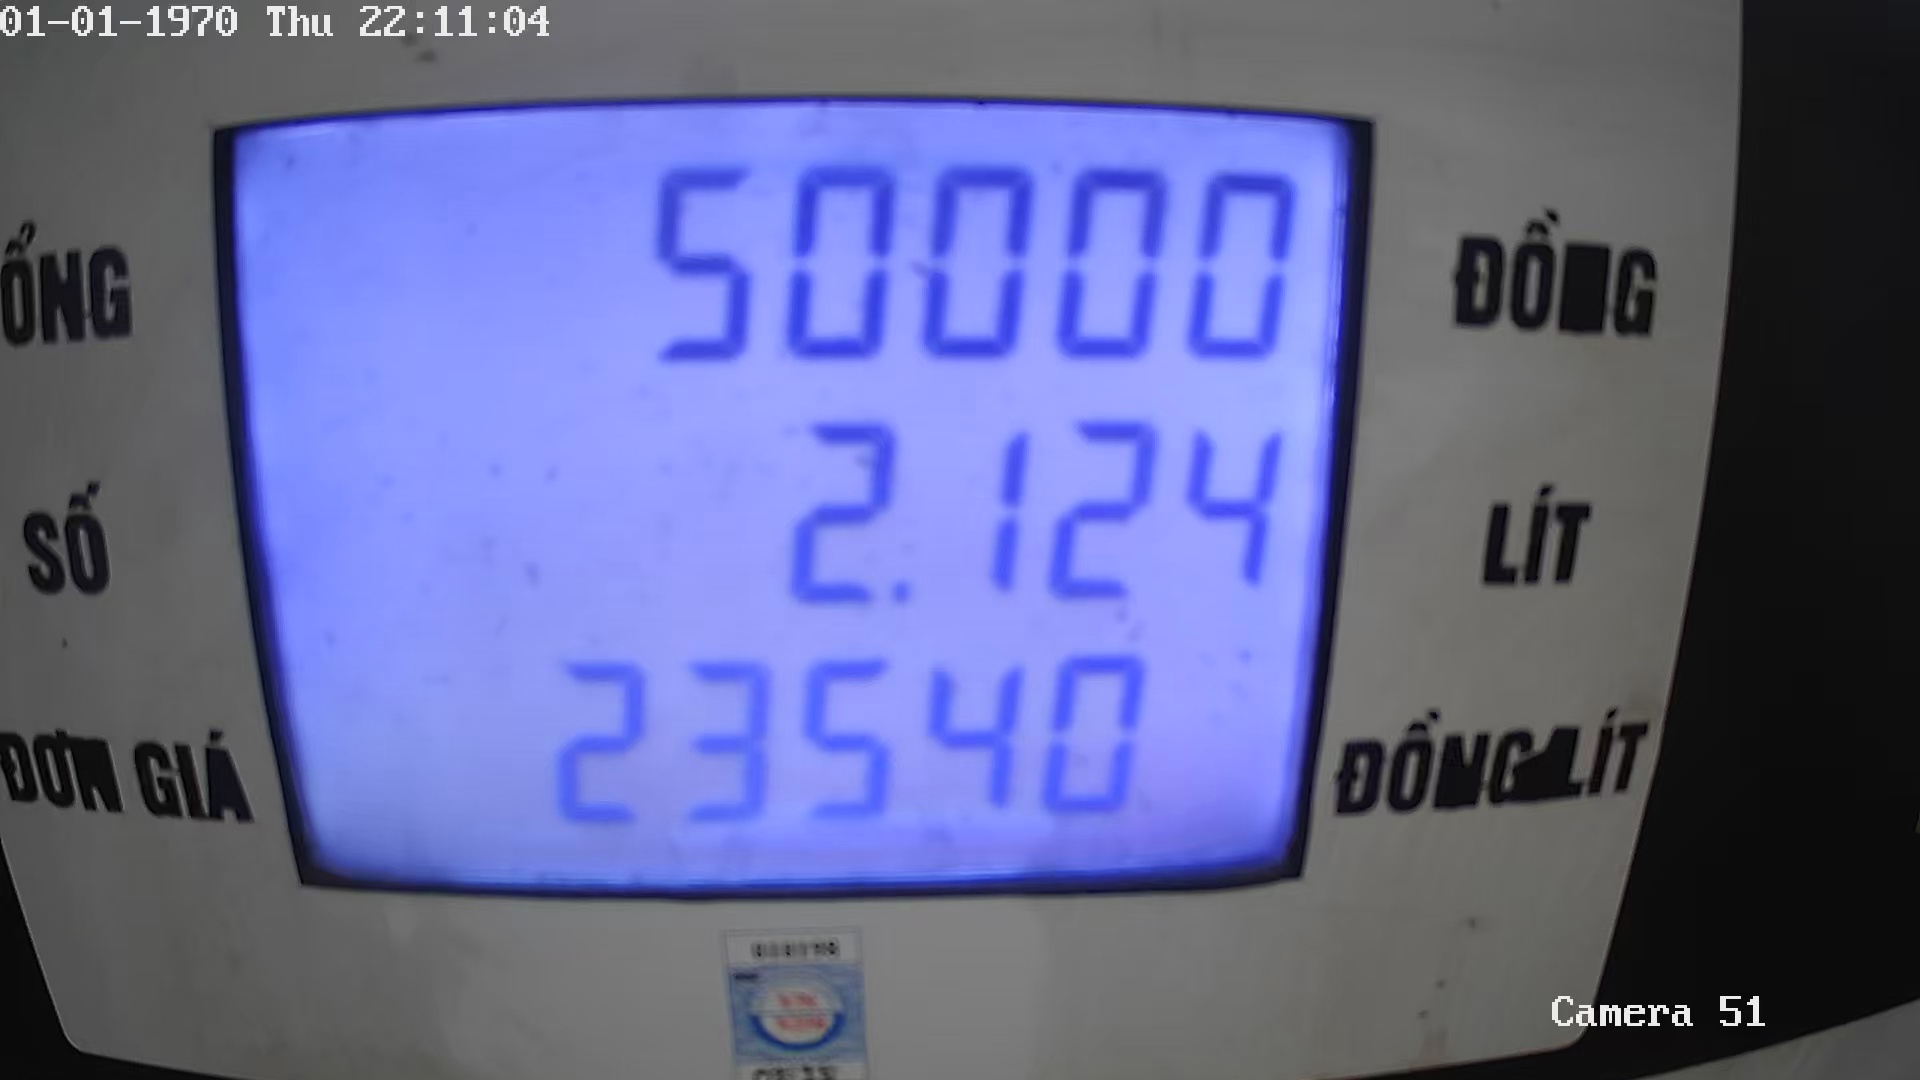 01-01-1970 Thu 22:11:04
ỔNG 50000 ĐỒNG
SỐ 2.124 LÍT
ĐƠN GIÁ 23540 ĐỒNG/LÍT
Camera 51